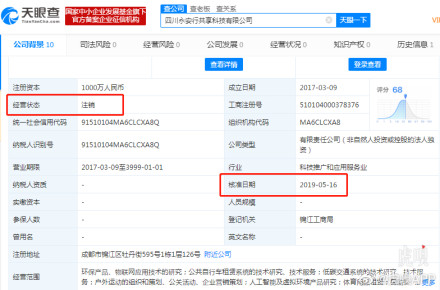 天眼查
国家中小企业发展基金旗下
官方备案企业征信机构
查公司 查老板 查关系
四川永安行共享科技有限公司
天眼一下
公司背景 10 司法风险 0 经营风险 0 公司发展 0 经营状况 0 知识产权 0 历史信息 1
查看详情 登录查看
注册资本 1000万人民币 成立日期 2017-03-09 评分 68
经营状态 注销 工商注册号 510104000378376
统一社会信用代码 91510104MA6CLCXA8Q 组织机构代码 MA6CLCXA8
纳税人识别号 91510104MA6CLCXA8Q 公司类型 有限责任公司（非自然人投资或控股的法人独资）
营业期限 2017-03-09至3999-01-01 行业 科技推广和应用服务业
纳税人资质 - 核准日期 2019-05-16
实缴资本 - 人员规模 -
参保人数 - 登记机关 锦江工商局
曾用名 - 英文名称 -
注册地址 成都市锦江区牡丹街595号1栋1层126号 附近公司
经营范围 环保产品、物联网应用技术的研究；公共自行车租赁系统的技术研究、技术服务；低碳交通系统的技术研究、技术服务；户外运动的组织和策划、公关活动、企业营销策划；人工智能及虚拟环境产品研究；体育
更多